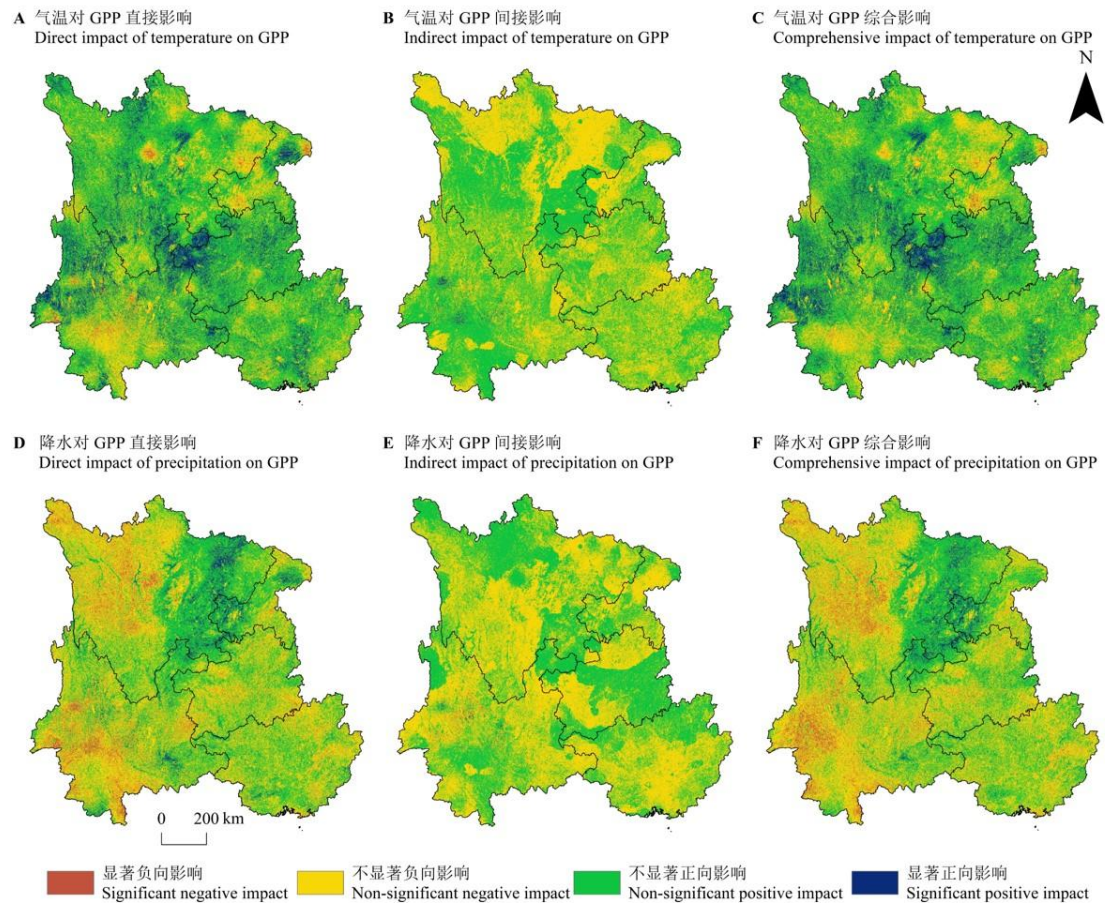 A 气温对 GPP 直接影响
Direct impact of temperature on GPP
B 气温对 GPP 间接影响
Indirect impact of temperature on GPP
C 气温对 GPP 综合影响
Comprehensive impact of temperature on GPP
N
D 降水对 GPP 直接影响
Direct impact of precipitation on GPP
E 降水对 GPP 间接影响
Indirect impact of precipitation on GPP
F 降水对 GPP 综合影响
Comprehensive impact of precipitation on GPP
0 200 km
显著负向影响
Significant negative impact
不显著负向影响
Non-significant negative impact
不显著正向影响
Non-significant positive impact
显著正向影响
Significant positive impact